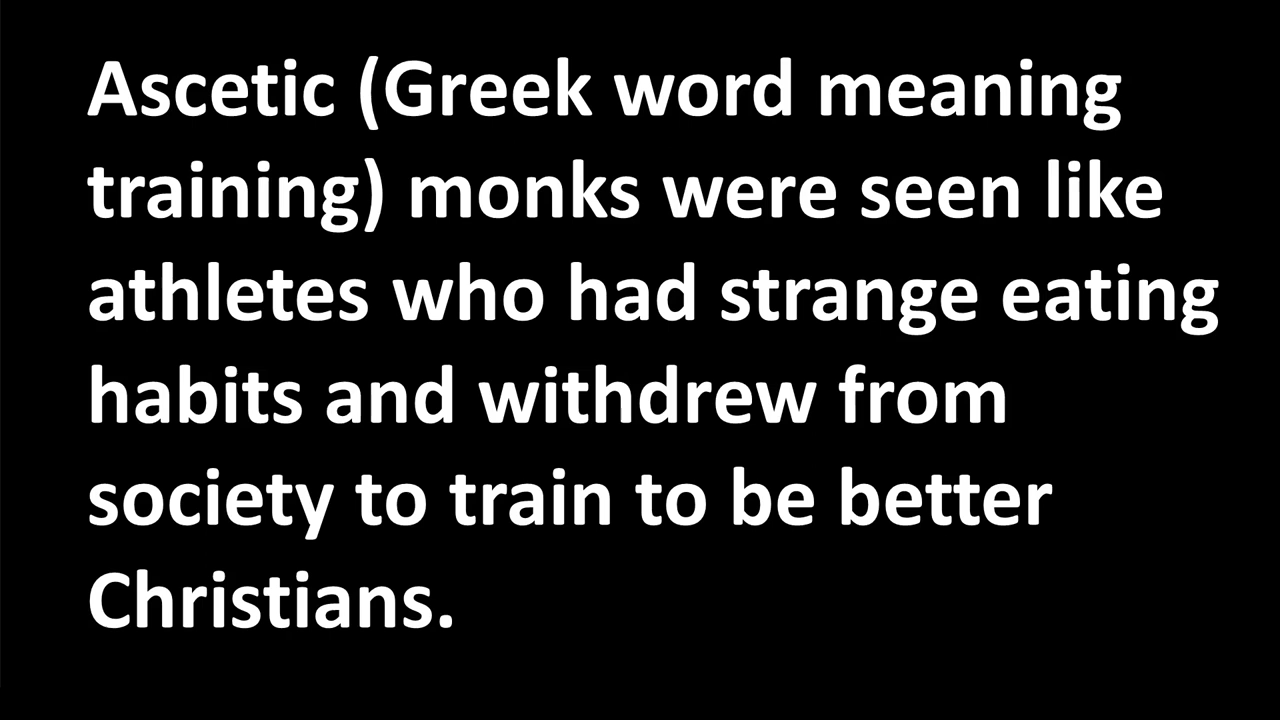 Ascetic (Greek word meaning
training) monks were seen like
athletes who had strange eating
habits and withdrew from
society to train to be better
Christians.